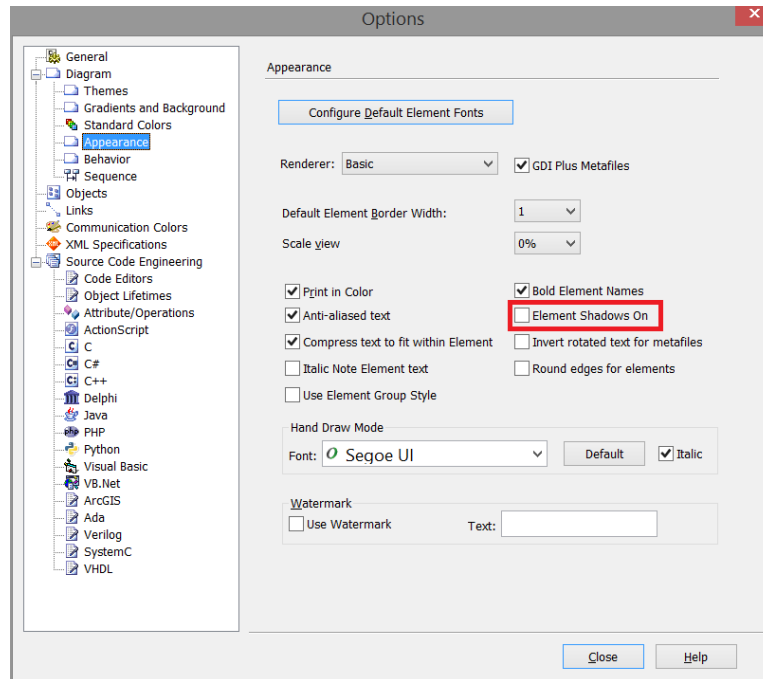 Options
General
Diagram
Themes
Gradients and Background
Standard Colors
Appearance
Behavior
Sequence
Objects
Links
Communication Colors
XML Specifications
Source Code Engineering
Code Editors
Object Lifetimes
Attribute/Operations
ActionScript
C
C#
C++
Delphi
Java
PHP
Python
Visual Basic
VB.Net
ArcGIS
Ada
Verilog
SystemC
VHDL
Appearance
Configure Default Element Fonts
Renderer: Basic GDI Plus Metafiles
Default Element Border Width: 1
Scale view 0%
Print in Color Bold Element Names
Anti-aliased text Element Shadows On
Compress text to fit within Element Invert rotated text for metafiles
Italic Note Element text Round edges for elements
Use Element Group Style
Hand Draw Mode
Font: O Segoe UI Default Italic
Watermark
Use Watermark Text:
Close Help